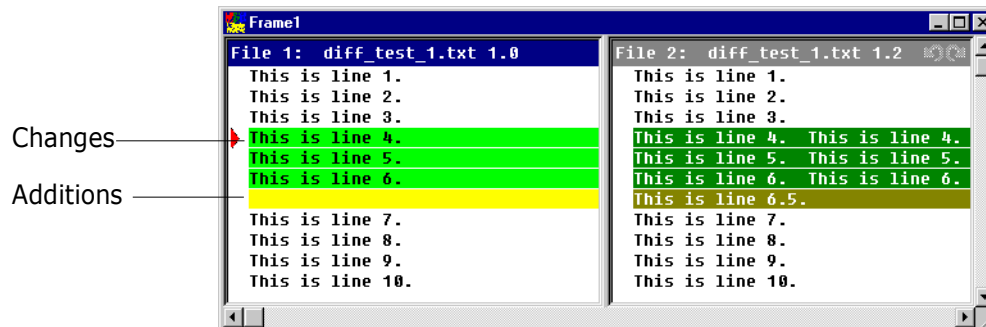 Frame1
File 1:  diff_test_1.txt 1.0
This is line 1.
This is line 2.
This is line 3.
This is line 4.
This is line 5.
This is line 6.
This is line 7.
This is line 8.
This is line 9.
This is line 10.
File 2:  diff_test_1.txt 1.2
This is line 1.
This is line 2.
This is line 3.
This is line 4.  This is line 4.
This is line 5.  This is line 5.
This is line 6.  This is line 6.
This is line 6.5.
This is line 7.
This is line 8.
This is line 9.
This is line 10.
Changes
Additions